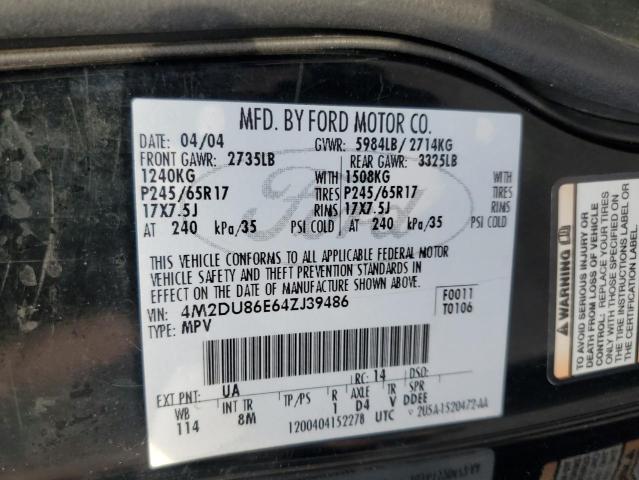 MFD. BY FORD MOTOR CO.
DATE: 04/04 GVWR: 5984LB/2714KG
FRONT GAWR: 2735LB REAR GAWR: 3325LB
1240KG WITH 1508KG WITH
P245/65R17 TIRES P245/65R17 TIRES
17X7.5J RIMS 17X7.5J RIMS
AT 240 kPa/35 PSI COLD AT 240 kPa/35 PSI COLD
Ford
THIS VEHICLE CONFORMS TO ALL APPLICABLE FEDERAL MOTOR
VEHICLE SAFETY AND THEFT PREVENTION STANDARDS IN
EFFECT ON THE DATE OF MANUFACTURE SHOWN ABOVE.
VIN: 4M2DU86E64ZJ39486 F0011
TYPE: MPV T0106
EXT PNT: UA RC: 14 DSO:
WB INT TR TP/PS R AXLE TR SPR
114 8M 1 D4 V DDEE
1200404152278 UTC 2U5A-1520472-AA
WARNING
TO AVOID SERIOUS INJURY OR
DEATH FROM LOSS OF VEHICLE
CONTROL: REPLACE YOUR TIRES
ONLY WITH THOSE SPECIFIED ON
THE TIRE INSTRUCTIONS LABEL OR
AT THIS LABEL.